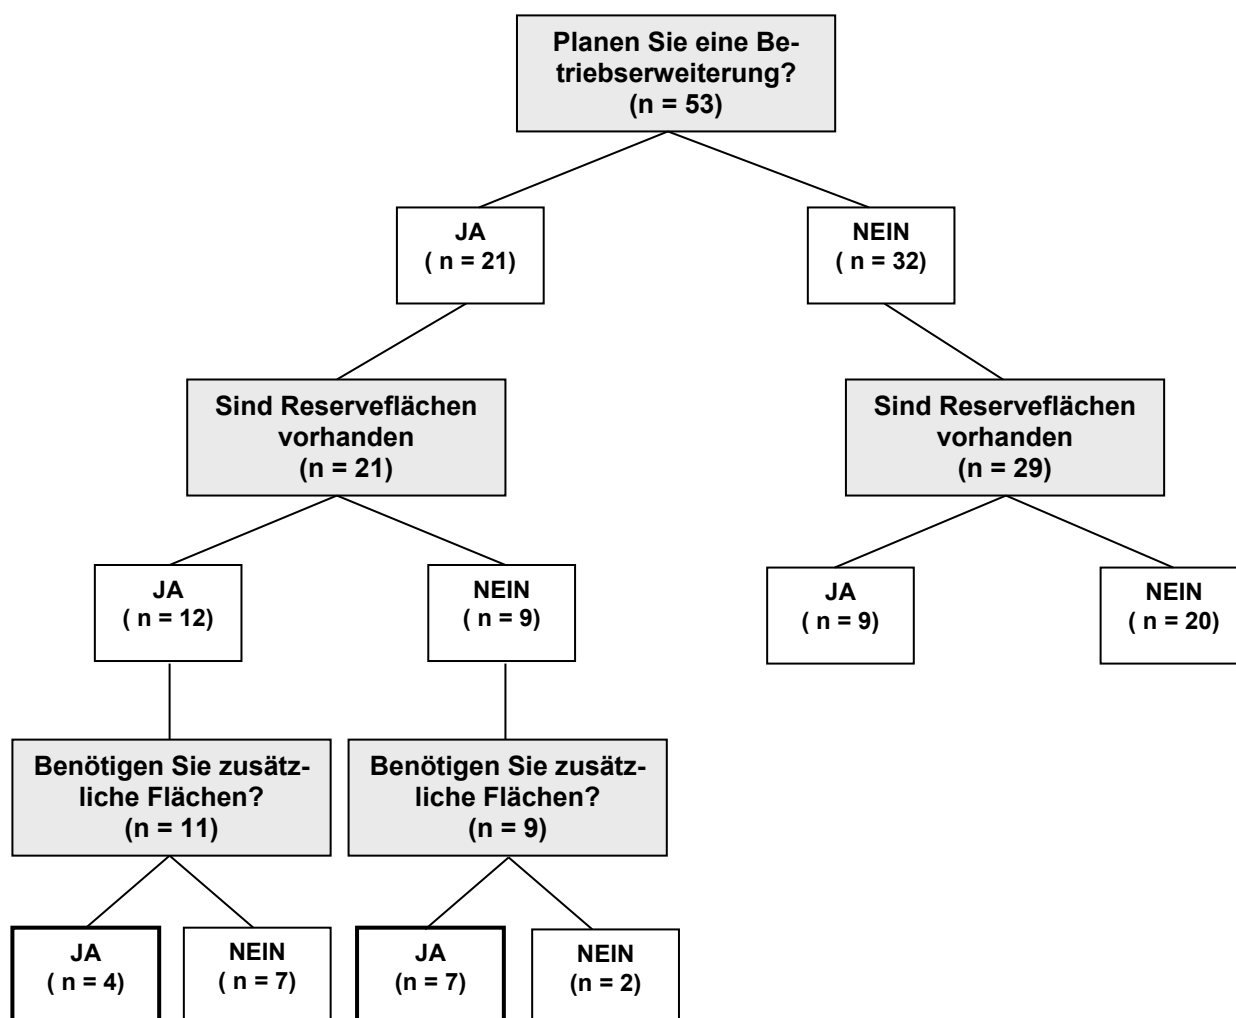 Planen Sie eine Be-
triebserweiterung?
(n = 53)
JA
( n = 21)
NEIN
( n = 32)
Sind Reserveflächen
vorhanden
(n = 21)
Sind Reserveflächen
vorhanden
(n = 29)
JA
( n = 12)
NEIN
( n = 9)
JA
( n = 9)
NEIN
( n = 20)
Benötigen Sie zusätz-
liche Flächen?
(n = 11)
Benötigen Sie zusätz-
liche Flächen?
(n = 9)
JA
( n = 4)
NEIN
( n = 7)
JA
(n = 7)
NEIN
(n = 2)